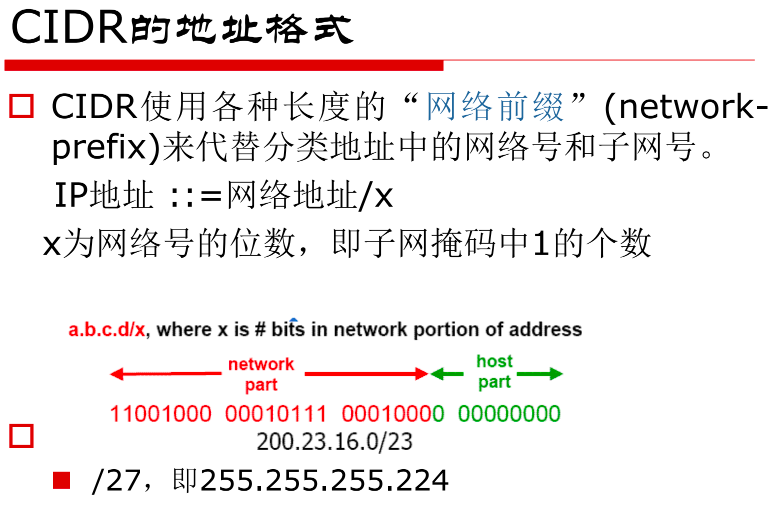 CIDR的地址格式
CIDR使用各种长度的“网络前缀”(network-
prefix)来代替分类地址中的网络号和子网号。
IP地址 ::=网络地址/x
x为网络号的位数，即子网掩码中1的个数
a.b.c.d/x, where x is # bits in network portion of address
network part
host part
11001000 00010111 00010000 00000000
200.23.16.0/23
/27，即255.255.255.224